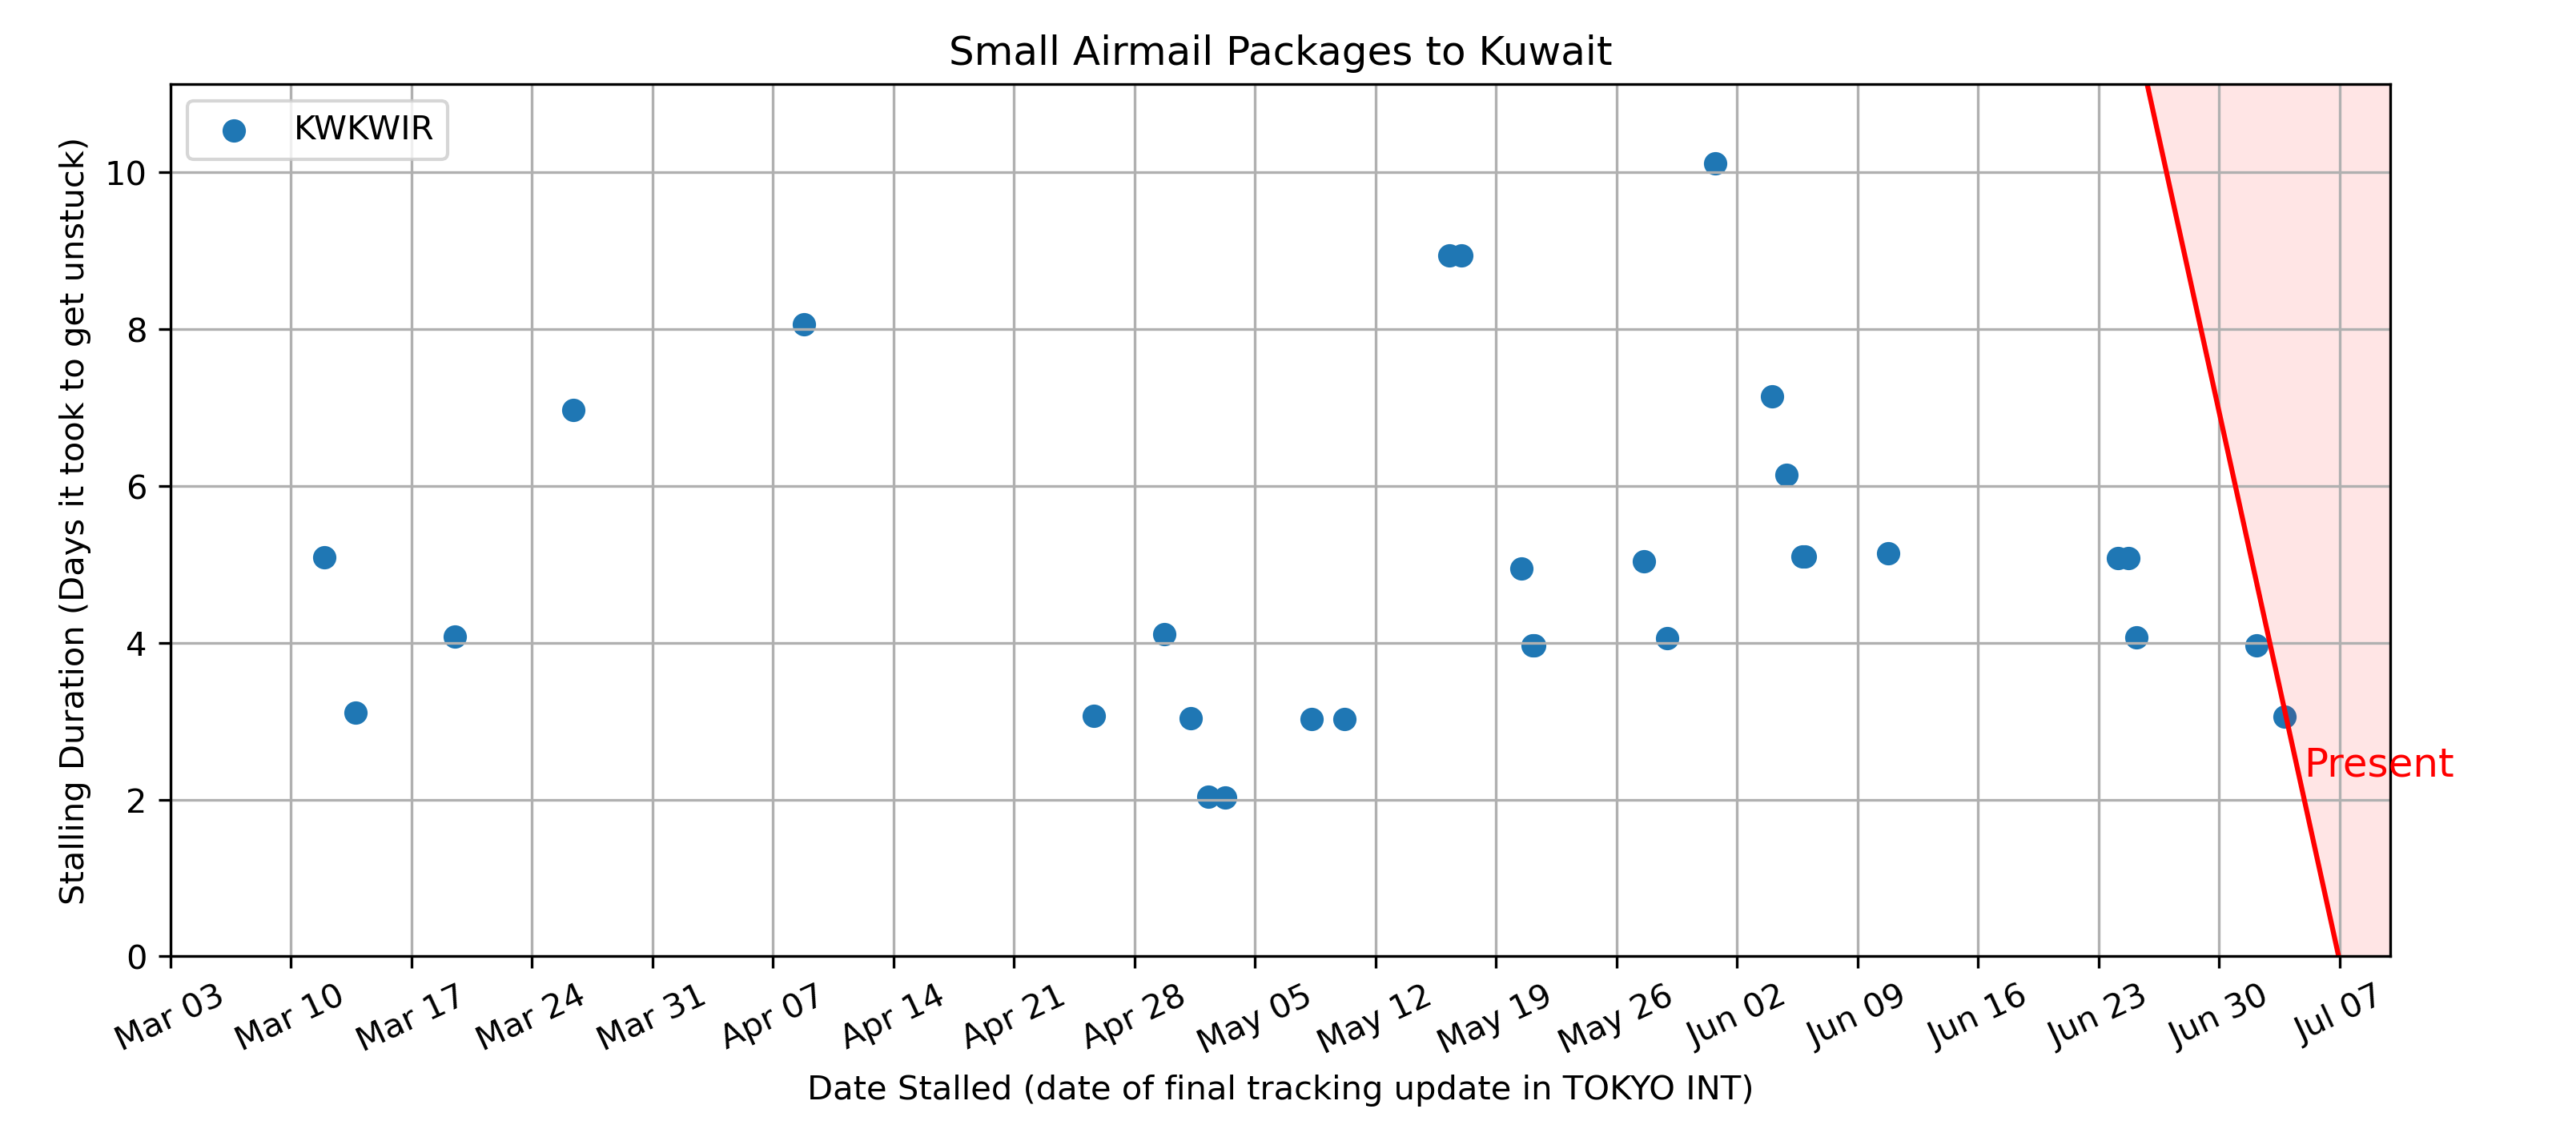 Small Airmail Packages to Kuwait
KWKWIR
Stalling Duration (Days it took to get unstuck)
10
8
6
4
2
0
Present
Mar 03
Mar 10
Mar 17
Mar 24
Mar 31
Apr 07
Apr 14
Apr 21
Apr 28
May 05
May 12
May 19
May 26
Jun 02
Jun 09
Jun 16
Jun 23
Jun 30
Jul 07
Date Stalled (date of final tracking update in TOKYO INT)